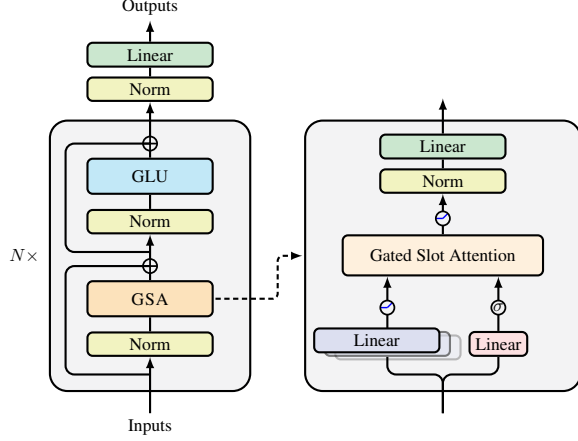 Outputs
Linear
Norm
GLU
Norm
N×
GSA
Norm
Inputs
Linear
Norm
Gated Slot Attention
σ
Linear
Linear